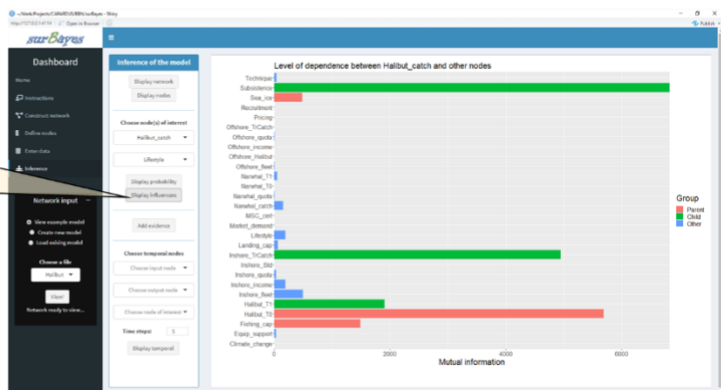 surBayes
Dashboard
Home
Instructions
Construct network
Define nodes
Enter data
Inference
Network input
View example model
Create new model
Load exising model
Choose a file
Halibut
View!
Network ready to view...
Inference of the model
Display network
Display nodes
Choose node(s) of interest
Halibut_catch
Lifestyle
Display probability
Display influences
Add evidence
Choose temporal nodes
Choose input node
Choose output node
Choose node of interest
Time steps: 5
Display temporal
Level of dependence between Halibut_catch and other nodes
Technique
Subsistence
Sea_ice
Recruitment
Pricing
Offshore_TrCatch
Offshore_quota
Offshore_income
Offshore_Halibut
Offshore_fleet
Narwhal_T1
Narwhal_T0
Narwhal_quota
Narwhal_catch
MSC_cert
Market_demand
Lifestyle
Landing_cap
Inshore_TrCatch
Inshore_Bld
Inshore_quota
Inshore_income
Inshore_fleet
Halibut_T1
Halibut_T0
Fishing_cap
Equip_support
Climate_change
0 2000 4000 6000
Mutual information
Group
Parent
Child
Other